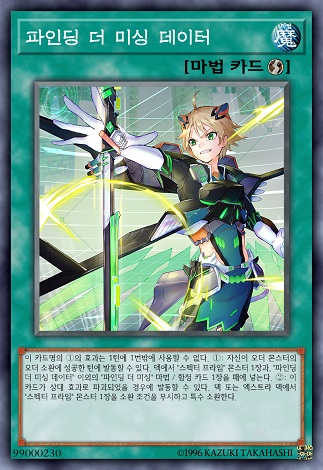 파인딩 더 미싱 데이터
魔
[마법 카드]
이 카드명의 ①의 효과는 1턴에 1번밖에 사용할 수 없다. ①: 자신이 오더 몬스터의
오더 소환에 성공한 턴에 발동할 수 있다. 덱에서 "스펙터 프라임" 몬스터 1장과, "파인딩
더 미싱 데이터" 이외의 "파인딩 더 미싱" 마법 / 함정 카드 1장을 패에 넣는다. ②: 이
카드가 상대 효과로 파괴되었을 경우에 발동할 수 있다. 덱 또는 엑스트라 덱에서
"스펙터 프라임" 몬스터 1장을 소환 조건을 무시하고 특수 소환한다.
99000230
©1996 KAZUKI TAKAHASHI